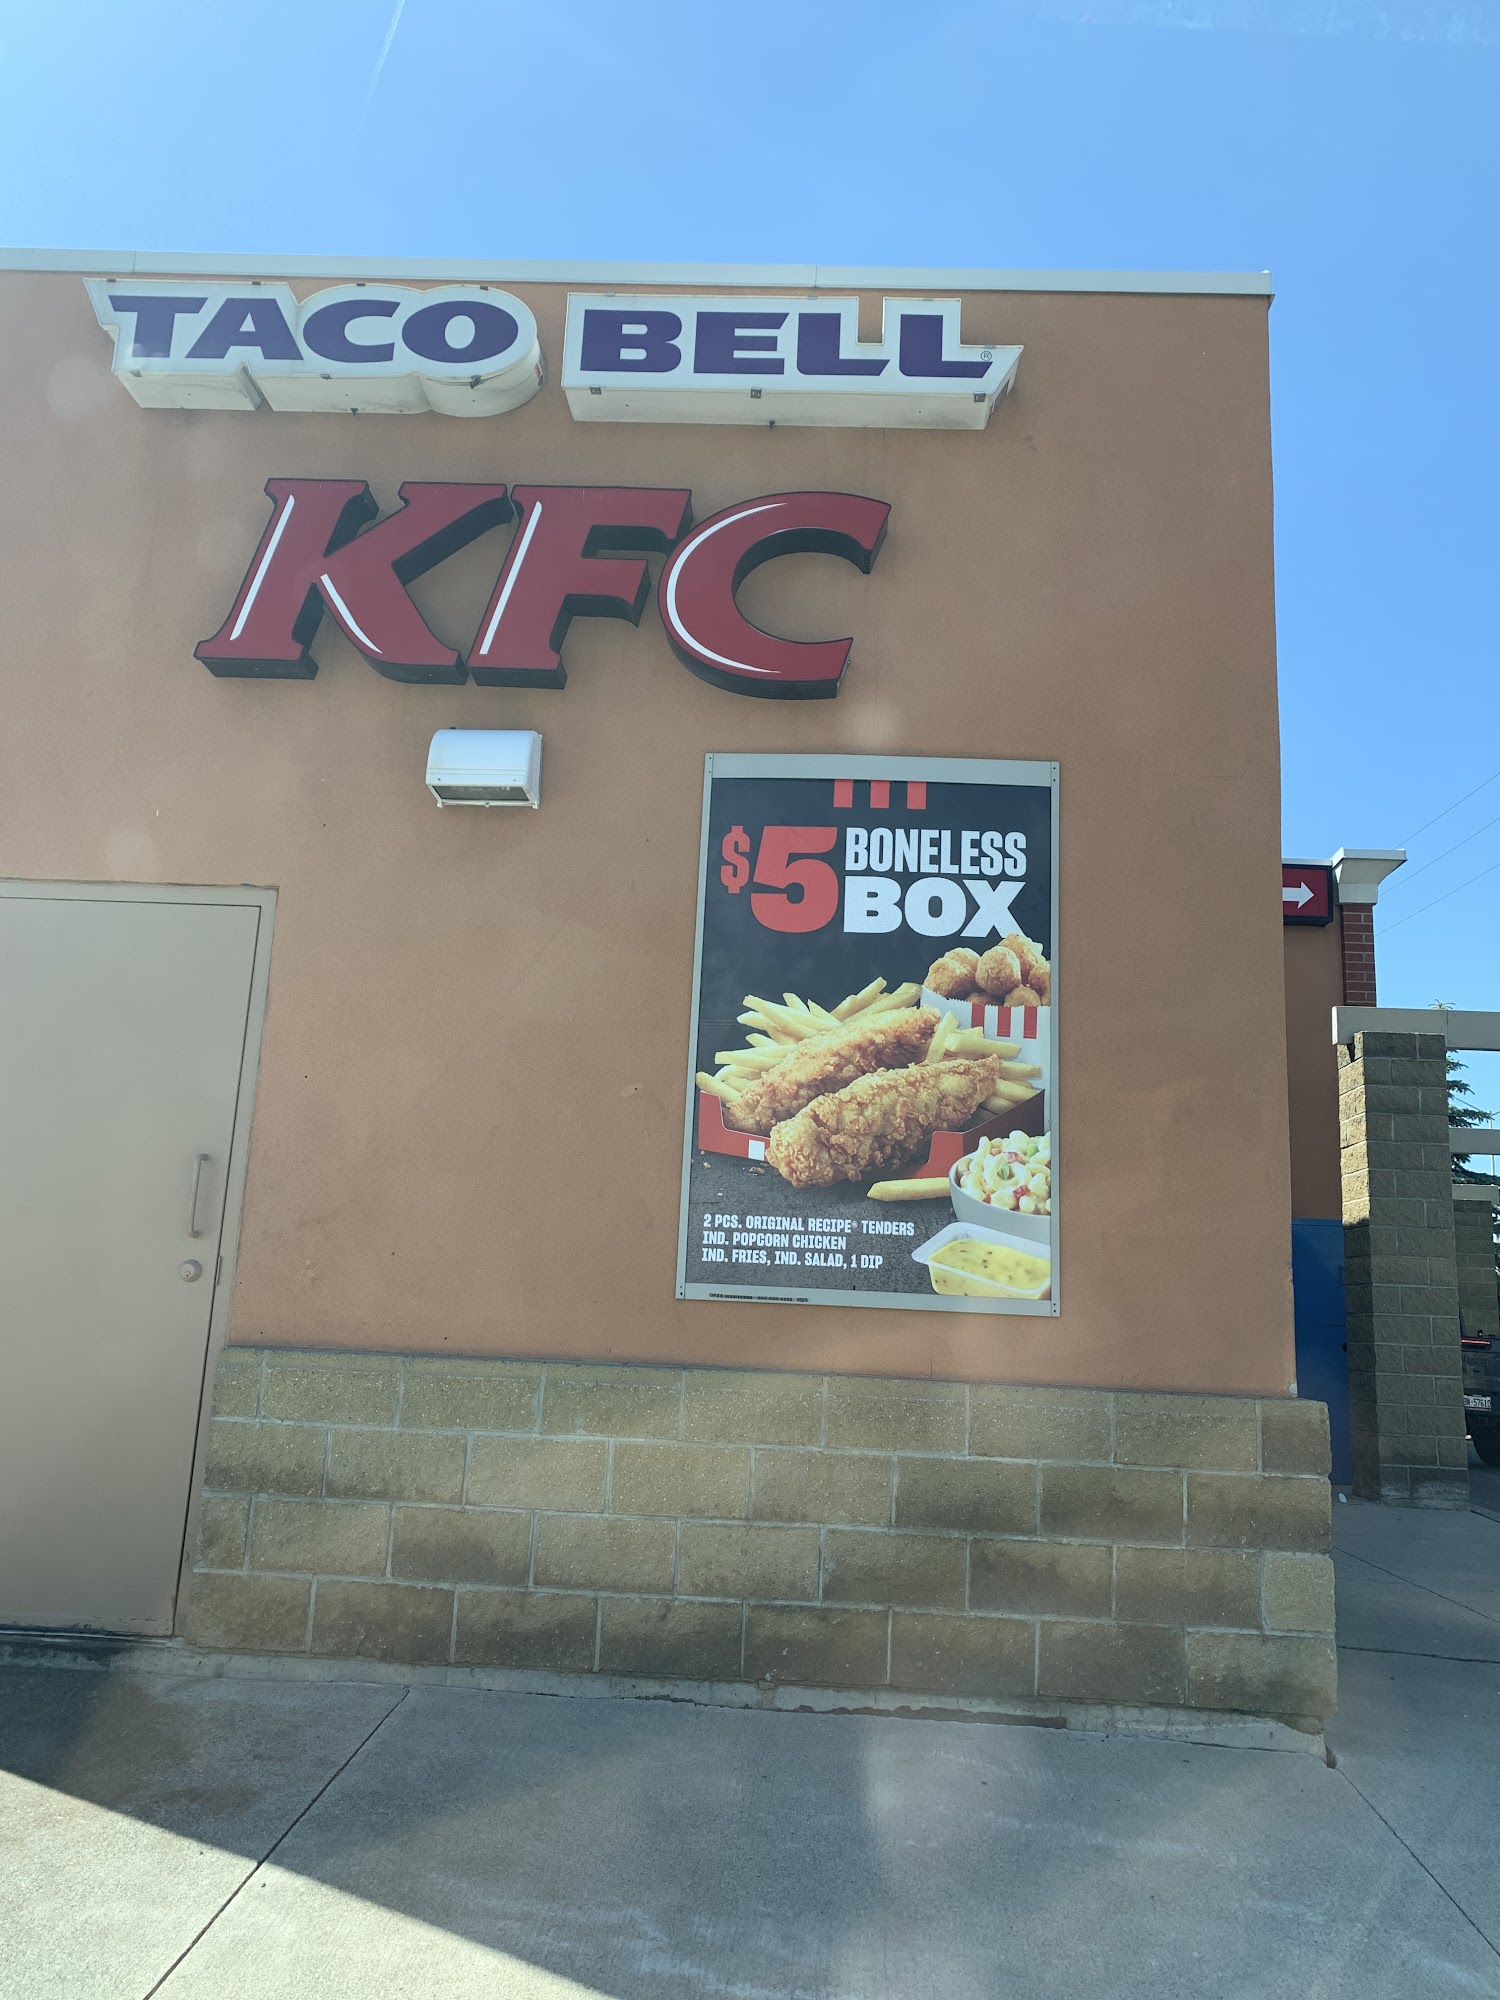 TACO BELL®
KFC
$5 BONELESS
BOX
2 PCS. ORIGINAL RECIPE® TENDERS
IND. POPCORN CHICKEN
IND. FRIES, IND. SALAD, 1 DIP